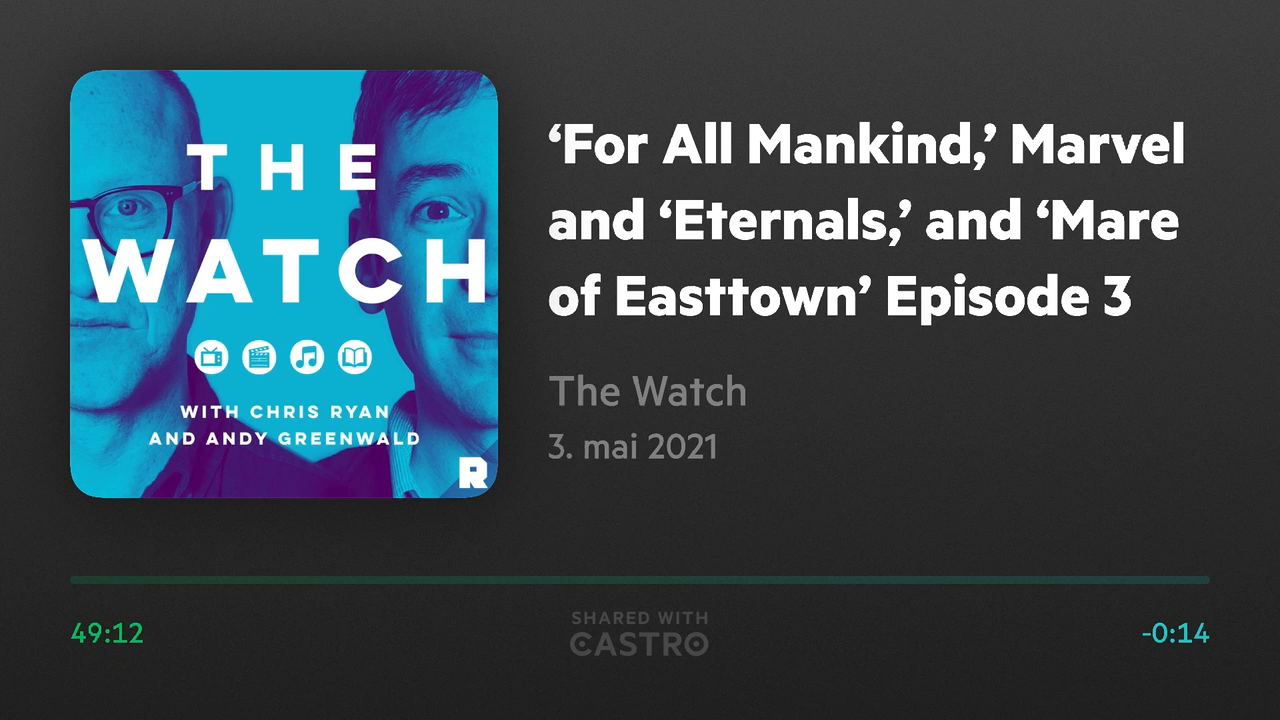 THE
WATCH
WITH CHRIS RYAN
AND ANDY GREENWALD
R
‘For All Mankind,’ Marvel
and ‘Eternals,’ and ‘Mare
of Easttown’ Episode 3
The Watch
3. mai 2021
49:12
SHARED WITH
CASTRO
-0:14